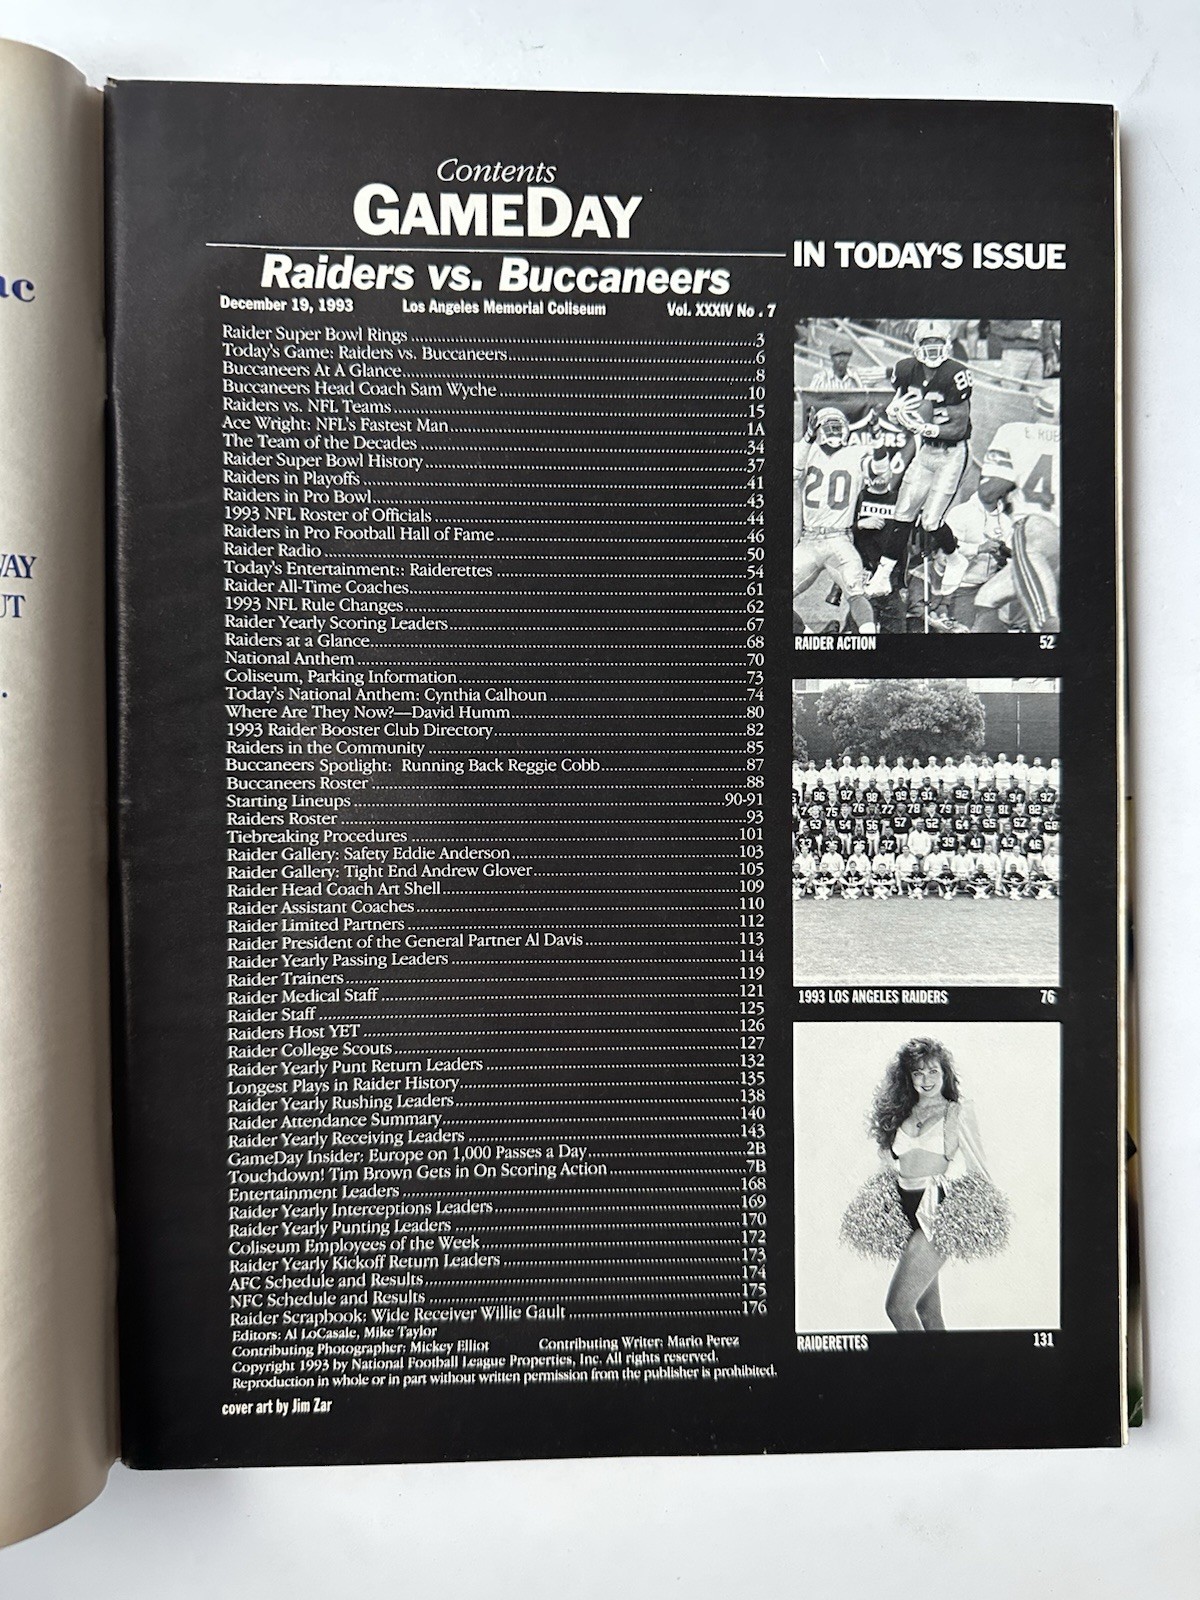 Contents
GAMEDAY
Raiders vs. Buccaneers
December 19, 1993 Los Angeles Memorial Coliseum Vol. XXXIV No . 7
Raider Super Bowl Rings 3
Today's Game: Raiders vs. Buccaneers 6
Buccaneers At A Glance 8
Buccaneers Head Coach Sam Wyche 10
Raiders vs. NFL Teams 15
Ace Wright: NFL's Fastest Man 1A
The Team of the Decades 34
Raider Super Bowl History 37
Raiders in Playoffs 41
Raiders in Pro Bowl 43
1993 NFL Roster of Officials 44
Raiders in Pro Football Hall of Fame 46
Raider Radio 50
Today's Entertainment:: Raiderettes 54
Raider All-Time Coaches 61
1993 NFL Rule Changes 62
Raider Yearly Scoring Leaders 67
Raiders at a Glance 68
National Anthem 70
Coliseum, Parking Information 73
Today's National Anthem: Cynthia Calhoun 74
Where Are They Now?—David Humm 80
1993 Raider Booster Club Directory 82
Raiders in the Community 85
Buccaneers Spotlight: Running Back Reggie Cobb 87
Buccaneers Roster 88
Starting Lineups 90-91
Raiders Roster 93
Tiebreaking Procedures 101
Raider Gallery: Safety Eddie Anderson 103
Raider Gallery: Tight End Andrew Glover 105
Raider Head Coach Art Shell 109
Raider Assistant Coaches 110
Raider Limited Partners 112
Raider President of the General Partner Al Davis 113
Raider Yearly Passing Leaders 114
Raider Trainers 119
Raider Medical Staff 121
Raider Staff 125
Raiders Host YET 126
Raider College Scouts 127
Raider Yearly Punt Return Leaders 132
Longest Plays in Raider History 135
Raider Yearly Rushing Leaders 138
Raider Attendance Summary 140
Raider Yearly Receiving Leaders 143
GameDay Insider: Europe on 1,000 Passes a Day 2B
Touchdown! Tim Brown Gets in On Scoring Action 7B
Entertainment Leaders 168
Raider Yearly Interceptions Leaders 169
Raider Yearly Punting Leaders 170
Coliseum Employees of the Week 172
Raider Yearly Kickoff Return Leaders 173
AFC Schedule and Results 174
NFC Schedule and Results 175
Raider Scrapbook: Wide Receiver Willie Gault 176
Editors: Al LoCasale, Mike Taylor
Contributing Photographer: Mickey Elliot Contributing Writer: Mario Perez
Copyright 1993 by National Football League Properties, Inc. All rights reserved.
Reproduction in whole or in part without written permission from the publisher is prohibited.
cover art by Jim Zar
IN TODAY'S ISSUE
RAIDER ACTION 52
1993 LOS ANGELES RAIDERS 76
RAIDERETTES 131